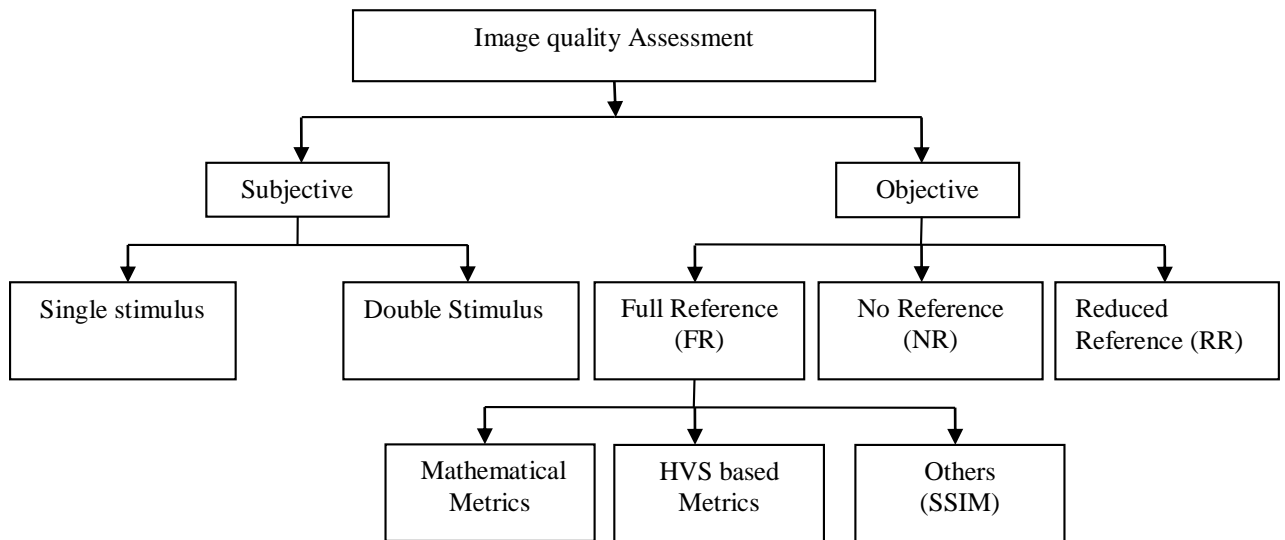 Image quality Assessment
Subjective
Objective
Single stimulus
Double Stimulus
Full Reference
(FR)
No Reference
(NR)
Reduced
Reference (RR)
Mathematical
Metrics
HVS based
Metrics
Others
(SSIM)